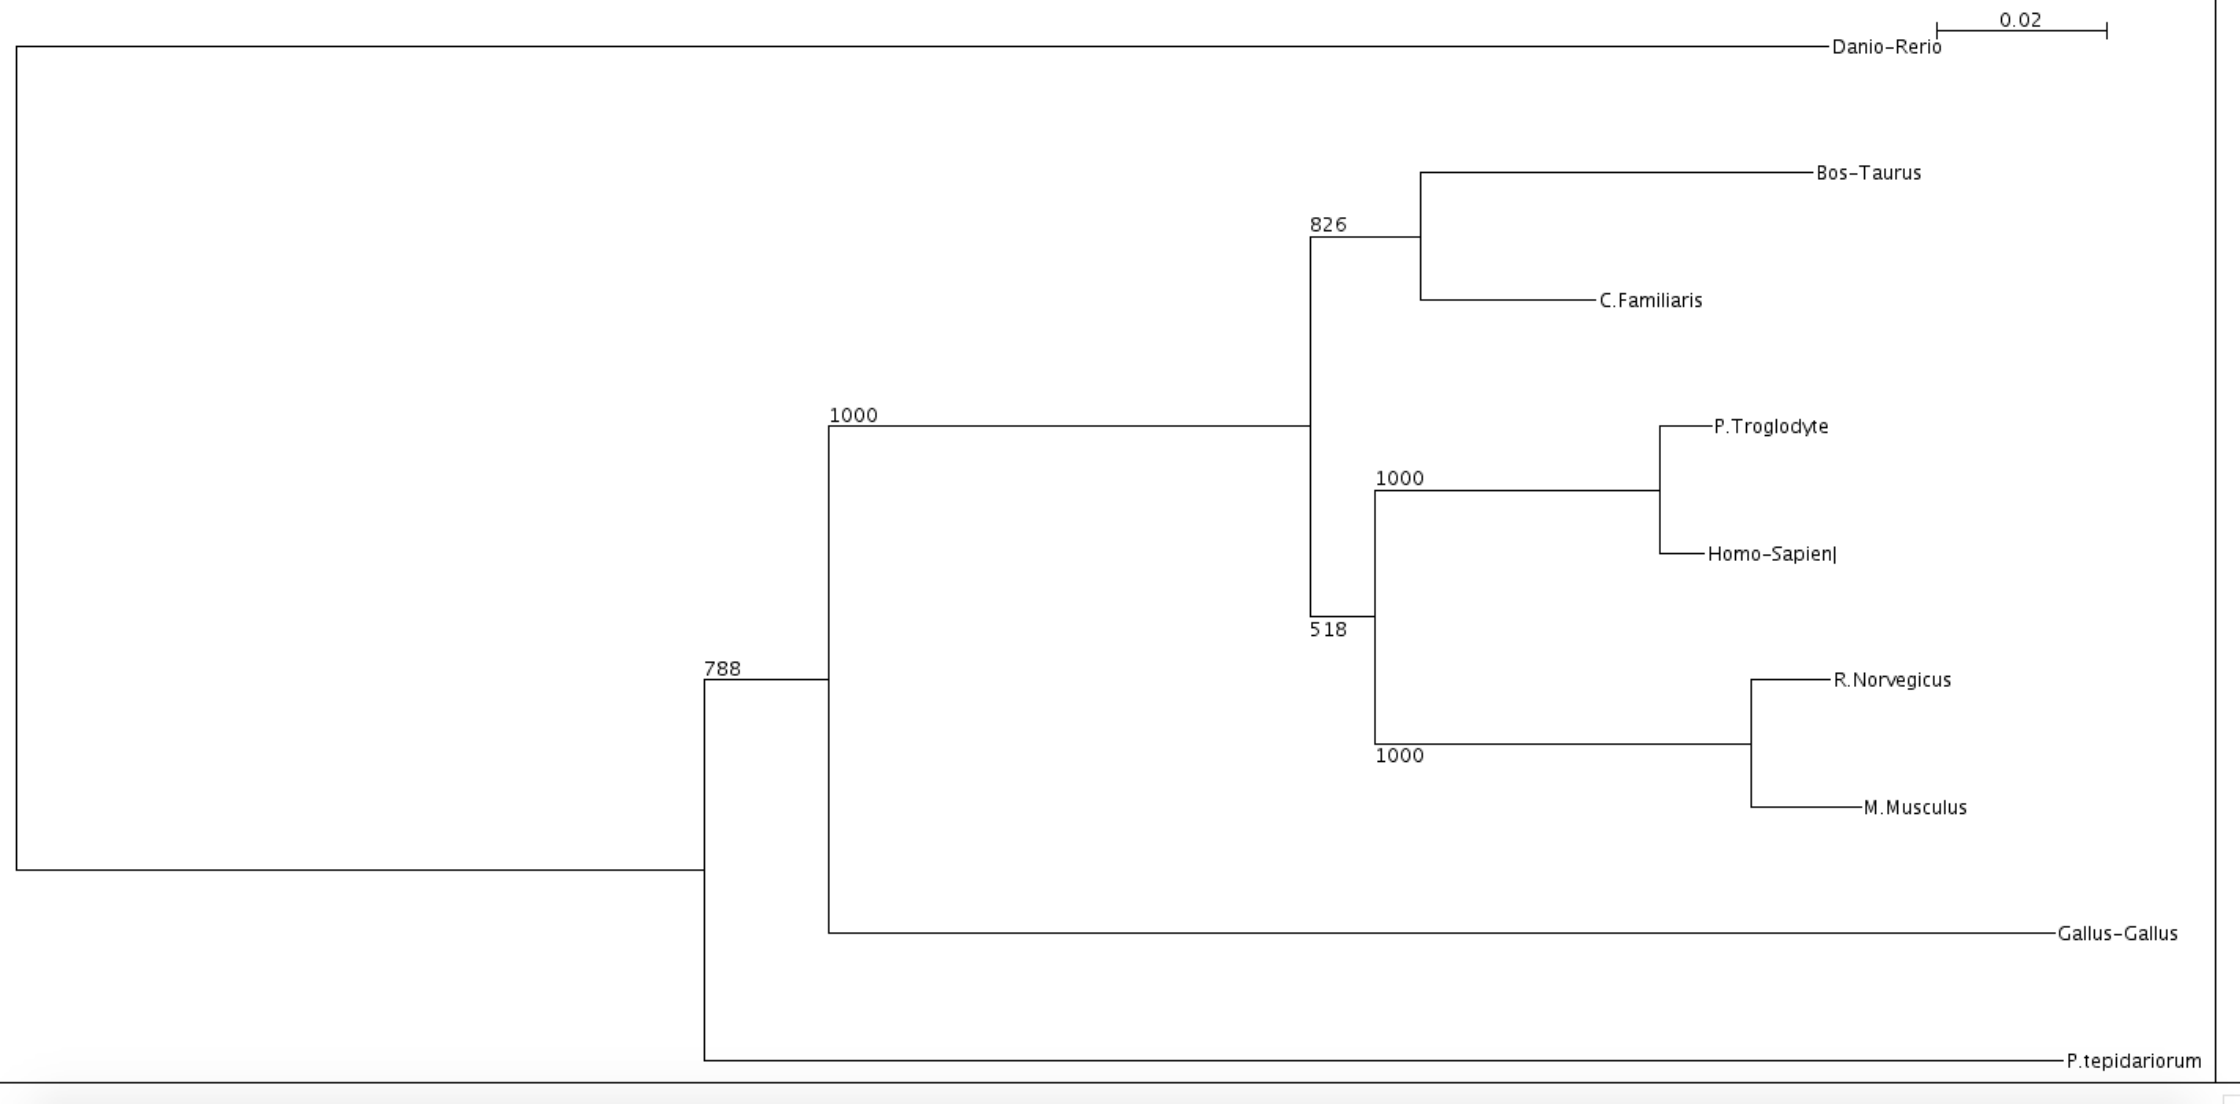 0.02
Danio-Rerio
Bos-Taurus
826
C.Familiaris
1000
P.Troglodyte
1000
Homo-Sapien|
518
788
R.Norvegicus
1000
M.Musculus
Gallus-Gallus
P.tepidariorum